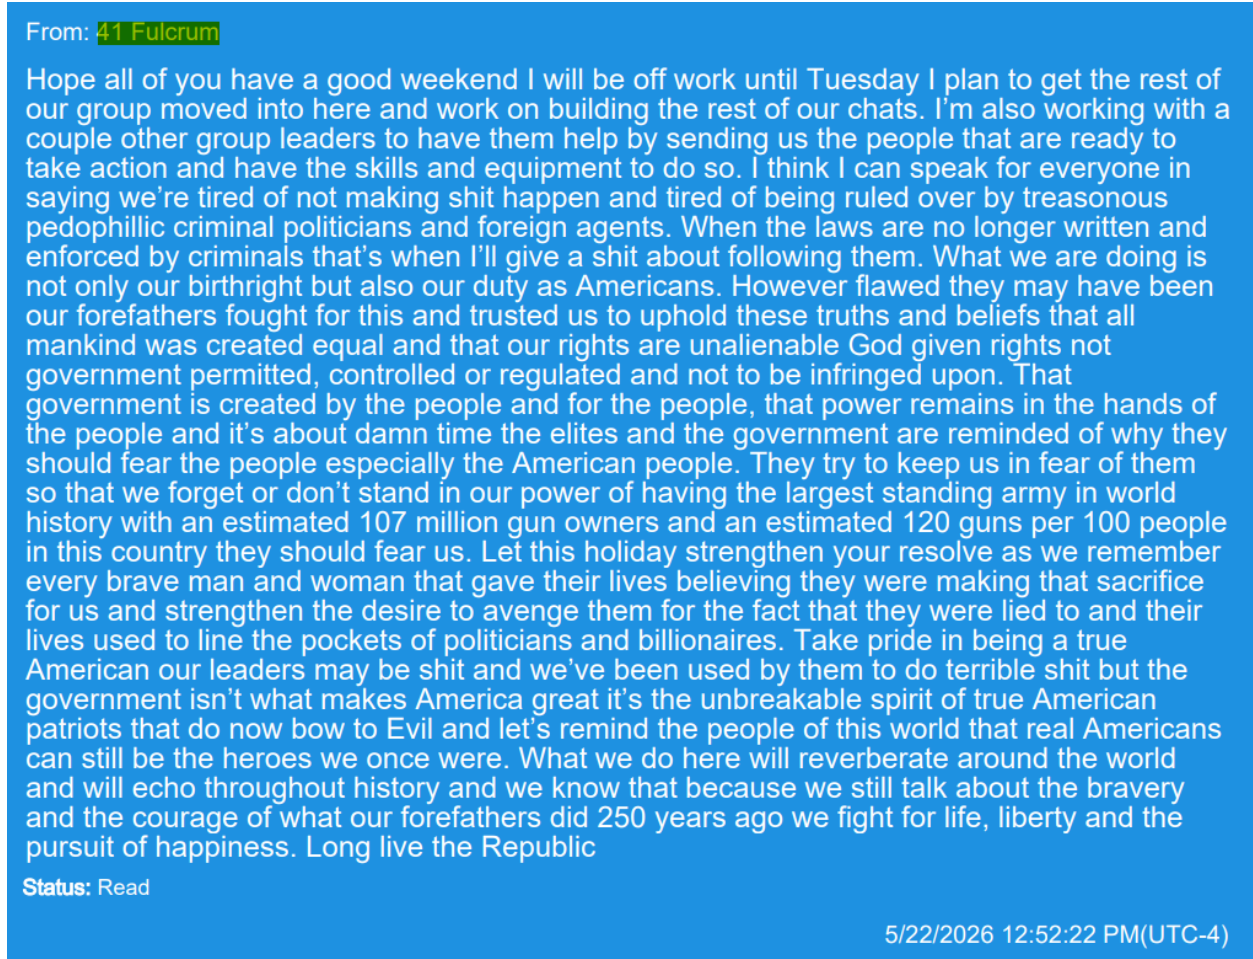 From: 41 Fulcrum
Hope all of you have a good weekend I will be off work until Tuesday I plan to get the rest of
our group moved into here and work on building the rest of our chats. I'm also working with a
couple other group leaders to have them help by sending us the people that are ready to
take action and have the skills and equipment to do so. I think I can speak for everyone in
saying we're tired of not making shit happen and tired of being ruled over by treasonous
pedophillic criminal politicians and foreign agents. When the laws are no longer written and
enforced by criminals that's when I'll give a shit about following them. What we are doing is
not only our birthright but also our duty as Americans. However flawed they may have been
our forefathers fought for this and trusted us to uphold these truths and beliefs that all
mankind was created equal and that our rights are unalienable God given rights not
government permitted, controlled or regulated and not to be infringed upon. That
government is created by the people and for the people, that power remains in the hands of
the people and it's about damn time the elites and the government are reminded of why they
should fear the people especially the American people. They try to keep us in fear of them
so that we forget or don't stand in our power of having the largest standing army in world
history with an estimated 107 million gun owners and an estimated 120 guns per 100 people
in this country they should fear us. Let this holiday strengthen your resolve as we remember
every brave man and woman that gave their lives believing they were making that sacrifice
for us and strengthen the desire to avenge them for the fact that they were lied to and their
lives used to line the pockets of politicians and billionaires. Take pride in being a true
American our leaders may be shit and we've been used by them to do terrible shit but the
government isn't what makes America great it's the unbreakable spirit of true American
patriots that do now bow to Evil and let's remind the people of this world that real Americans
can still be the heroes we once were. What we do here will reverberate around the world
and will echo throughout history and we know that because we still talk about the bravery
and the courage of what our forefathers did 250 years ago we fight for life, liberty and the
pursuit of happiness. Long live the Republic
Status: Read
5/22/2026 12:52:22 PM(UTC-4)